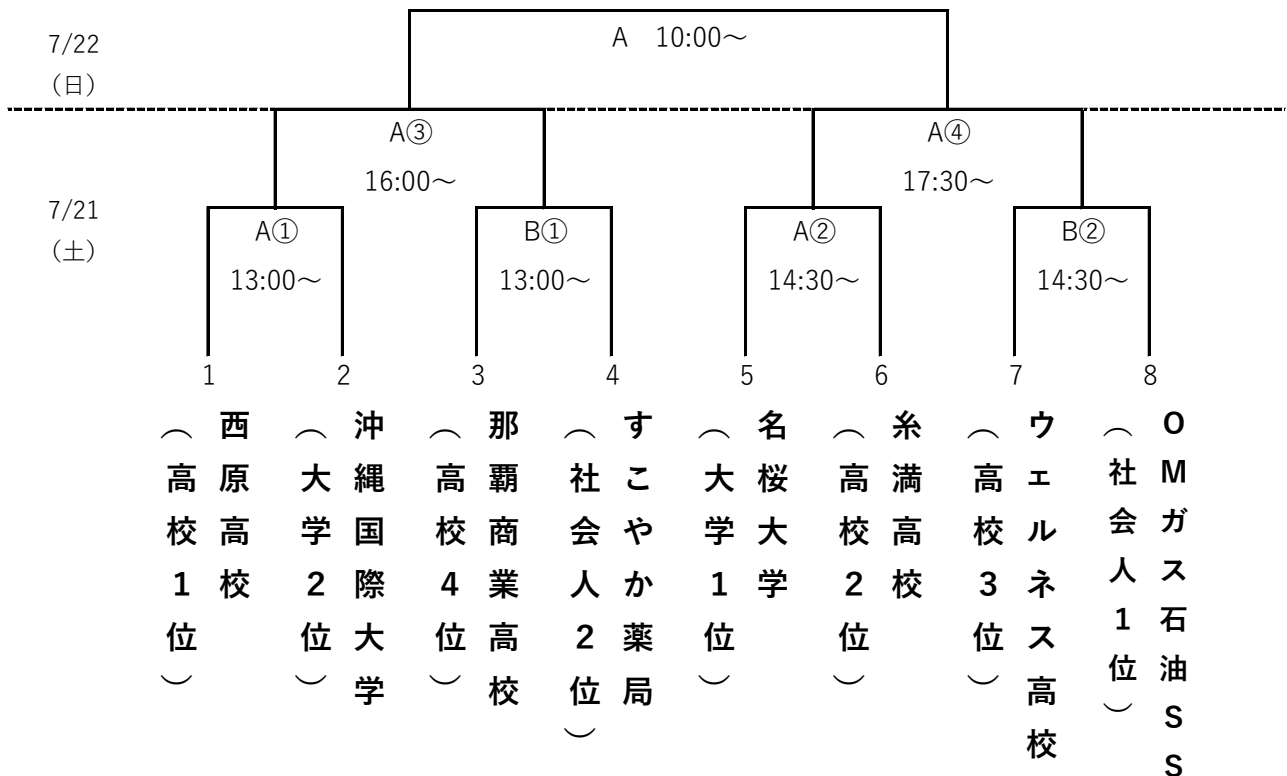 7/22
（日）
A　10:00～
A③
16:00～
A④
17:30～
7/21
（土）
A①
13:00～
B①
13:00～
A②
14:30～
B②
14:30～
1
2
3
4
5
6
7
8
西原高校
（高校1位）
沖縄国際大学
（大学2位）
那覇商業高校
（高校4位）
すこやか薬局
（社会人2位）
名桜大学
（大学1位）
糸満高校
（高校2位）
ウェルネス高校
（高校3位）
OMガス石油SS
（社会人1位）